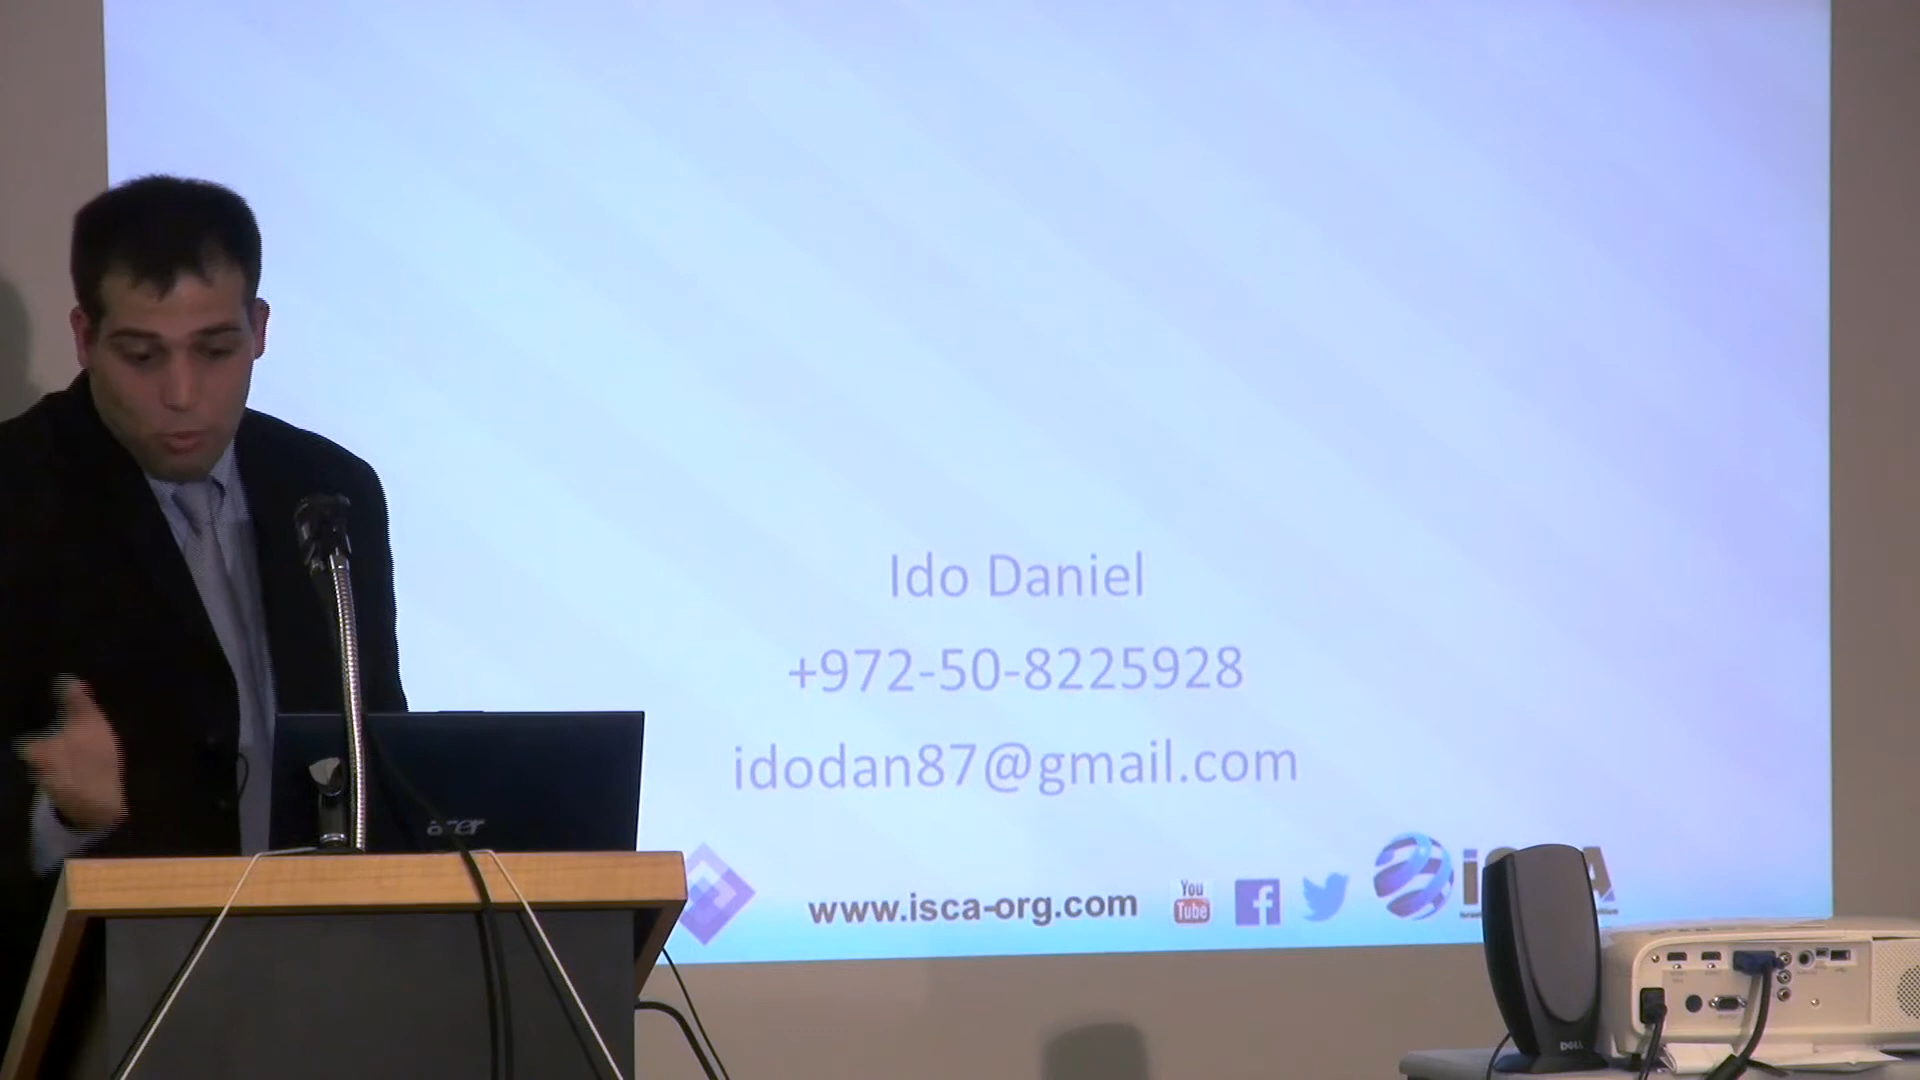 Ido Daniel
+972-50-8225928
idodan87@gmail.com
www.isca-org.com
You
Tube
acer
DELL